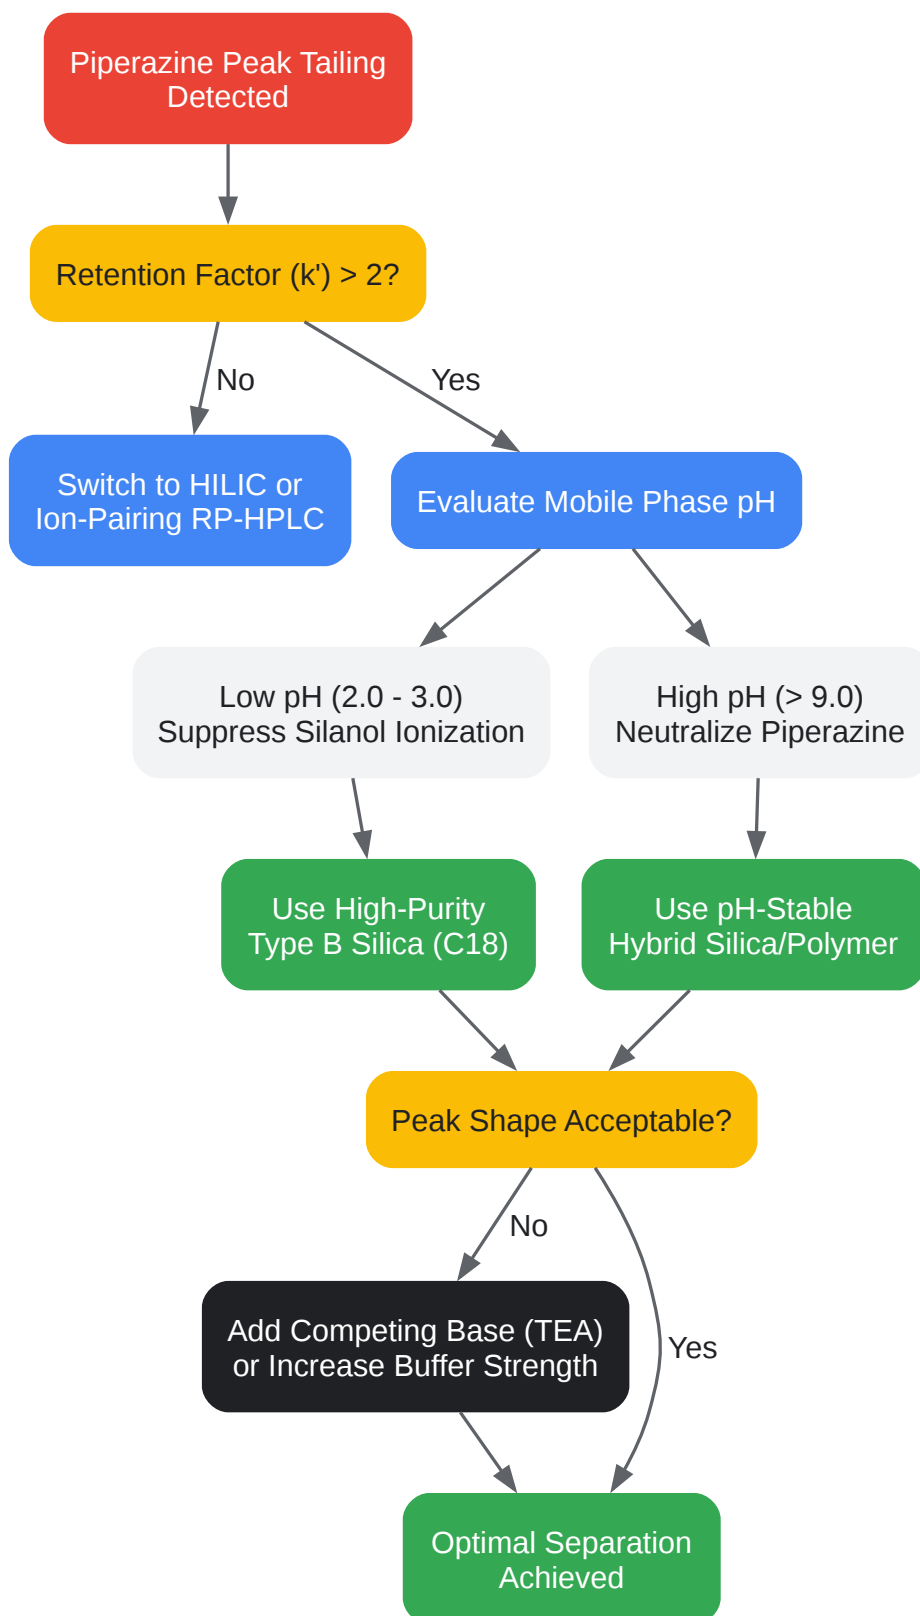 Piperazine Peak Tailing
Detected
Retention Factor (k') > 2?
No
Yes
Switch to HILIC or
Ion-Pairing RP-HPLC
Evaluate Mobile Phase pH
Low pH (2.0 - 3.0)
Suppress Silanol Ionization
High pH (> 9.0)
Neutralize Piperazine
Use High-Purity
Type B Silica (C18)
Use pH-Stable
Hybrid Silica/Polymer
Peak Shape Acceptable?
No
Add Competing Base (TEA)
or Increase Buffer Strength
Yes
Optimal Separation
Achieved